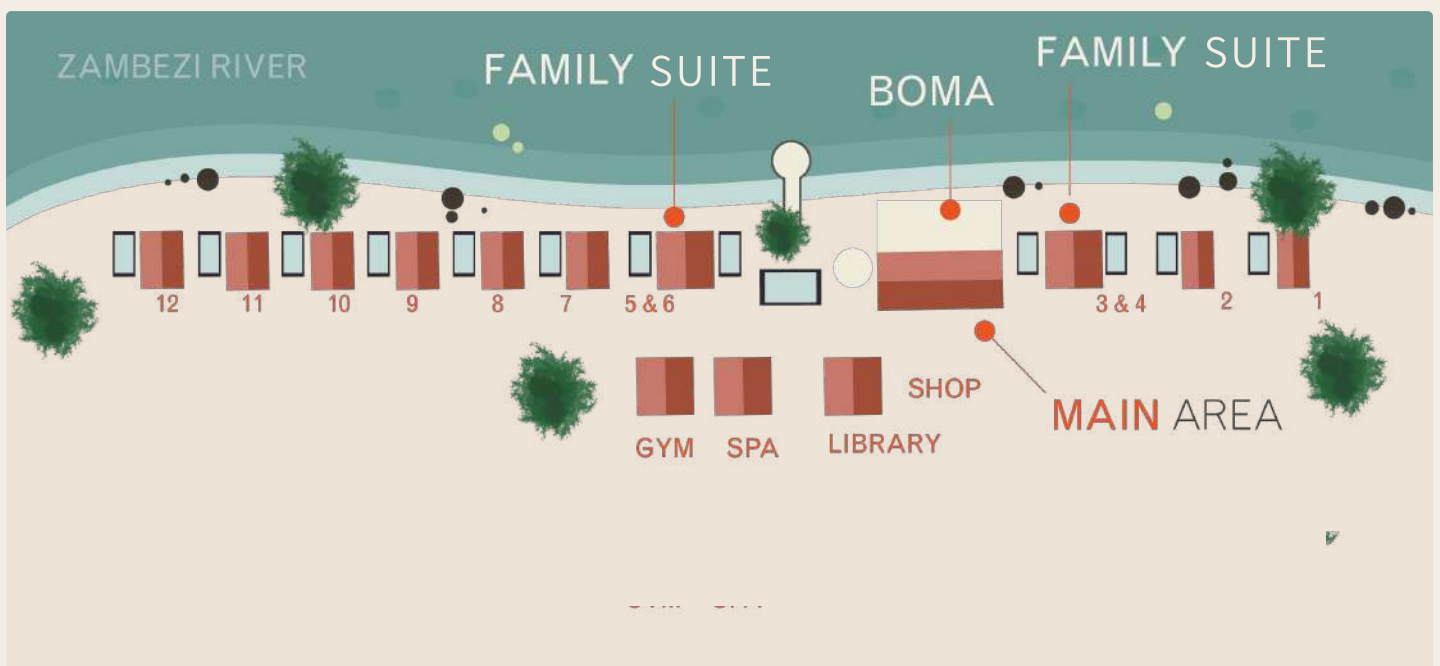 ZAMBEZI RIVER
FAMILY SUITE
BOMA
FAMILY SUITE
12
11
10
9
8
7
5 & 6
3 & 4
2
1
SHOP
MAIN AREA
GYM
SPA
LIBRARY